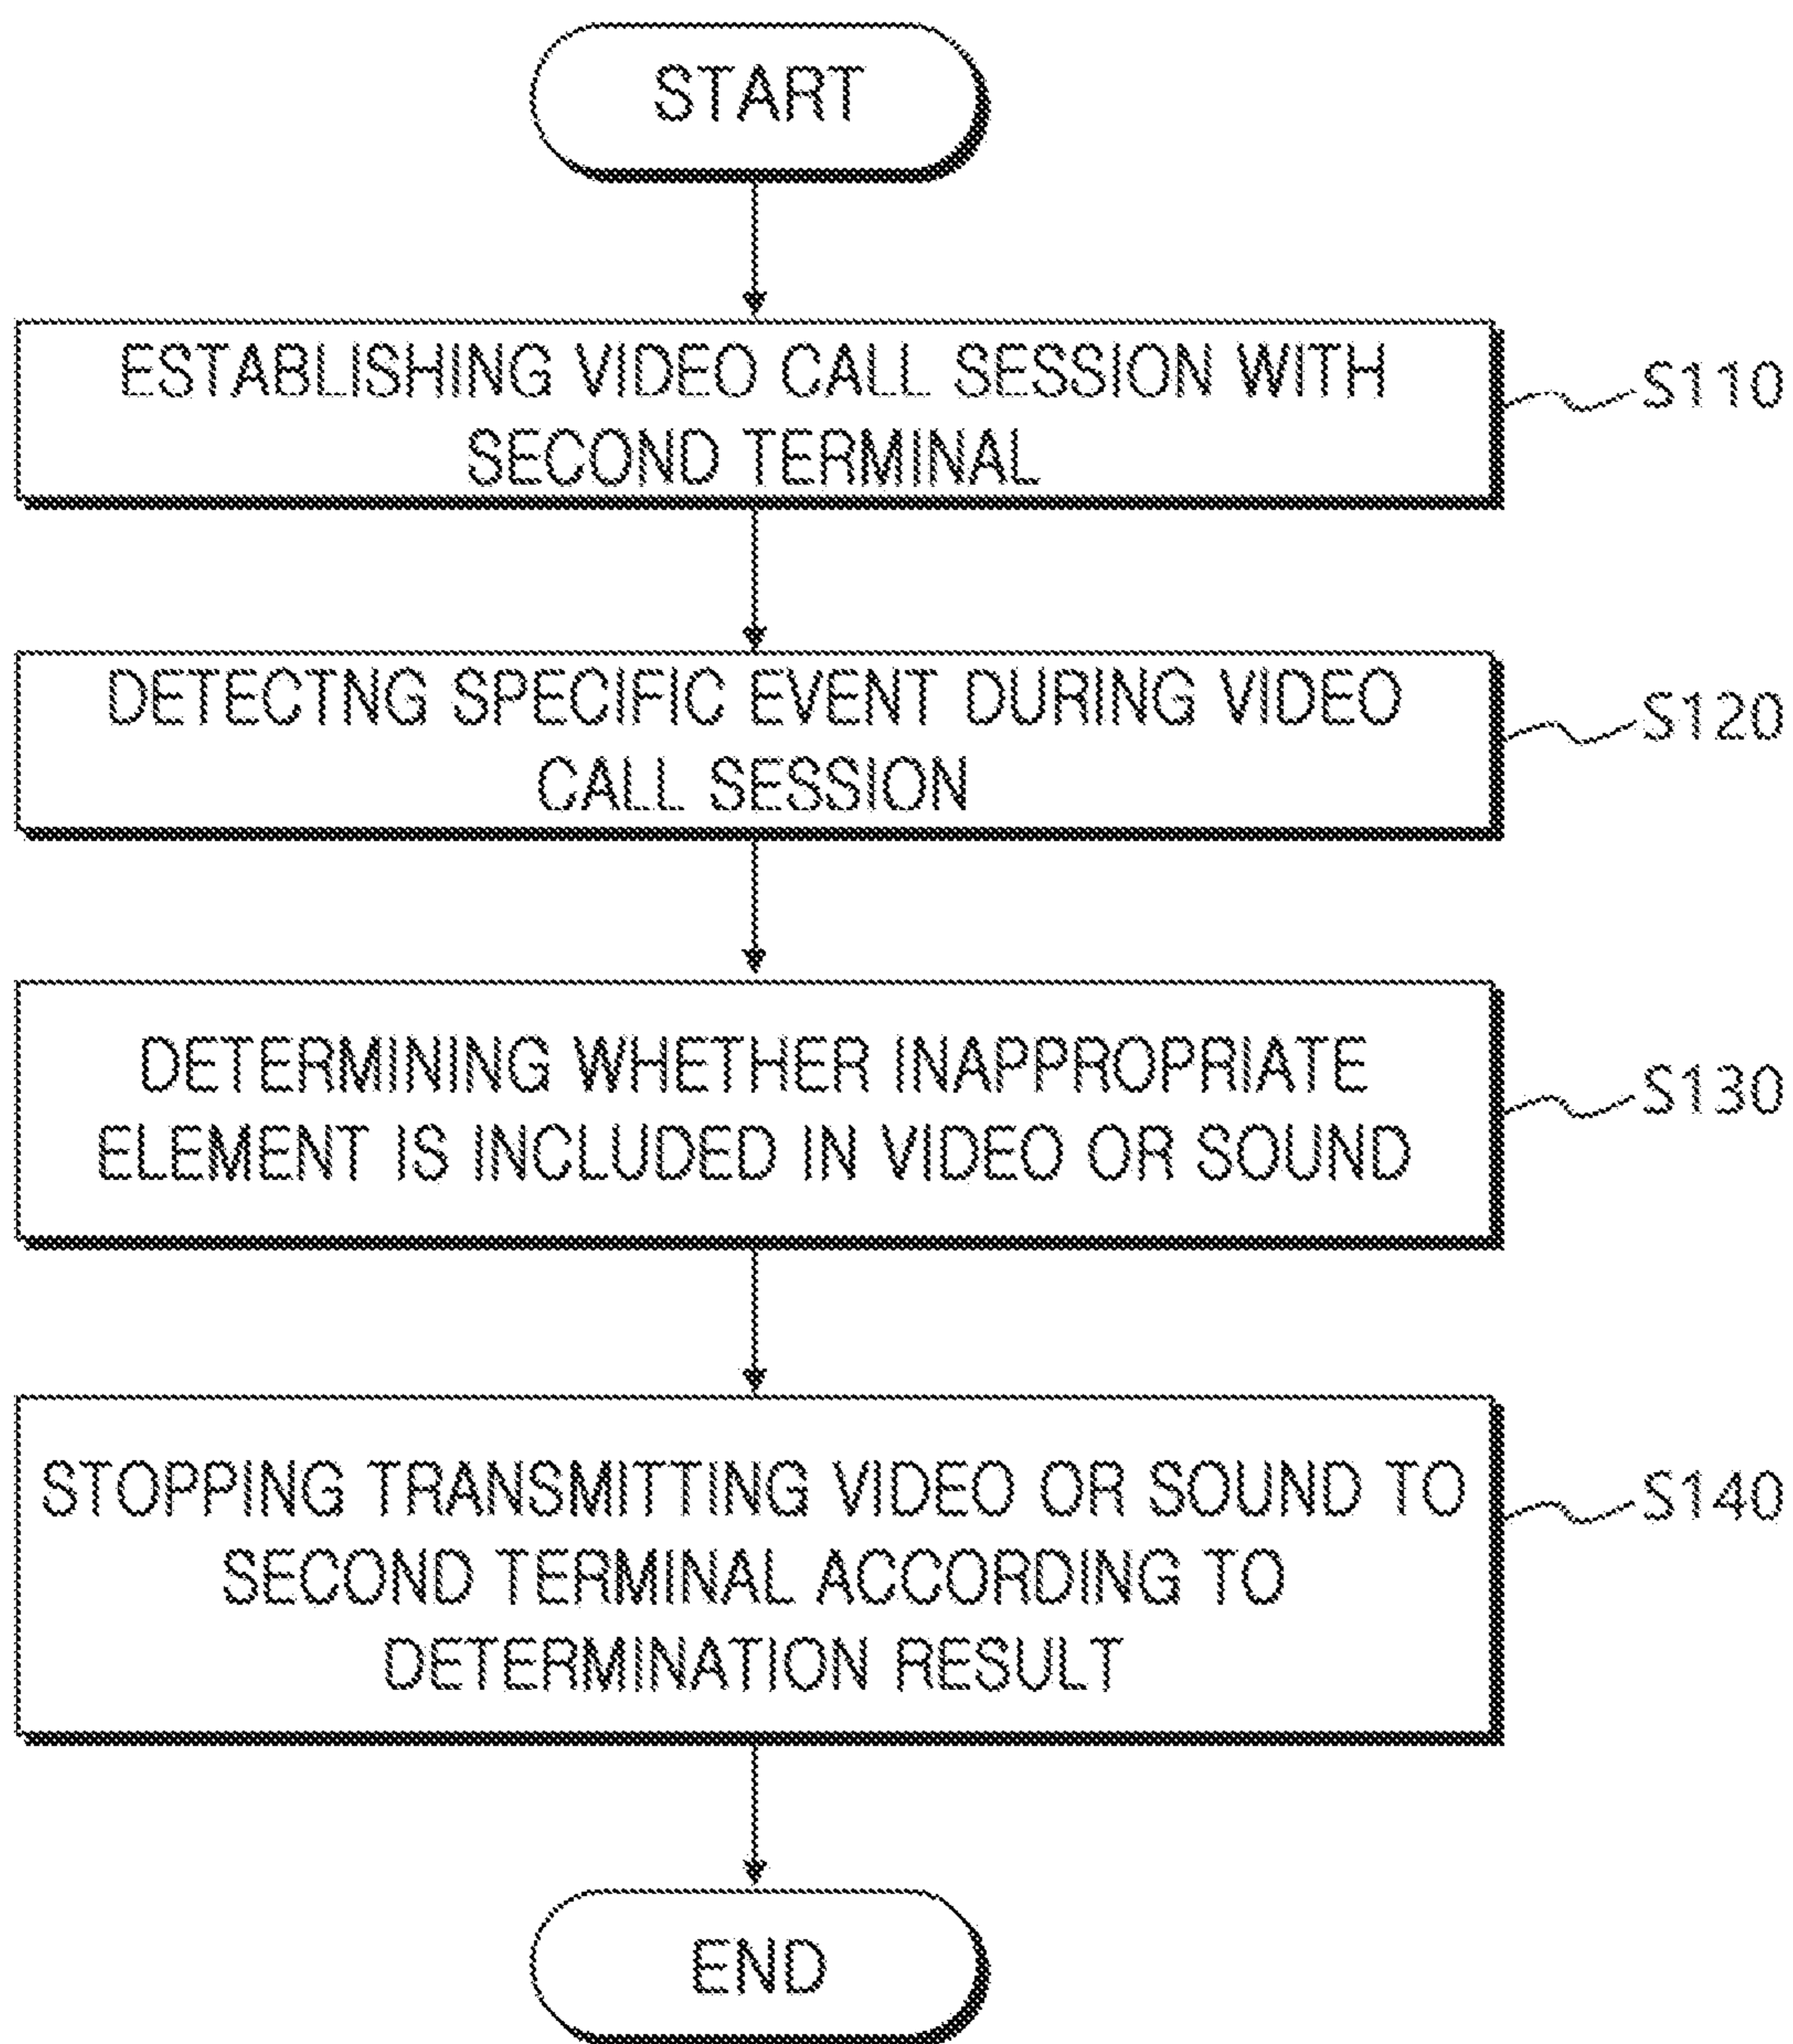 START
ESTABLISHING VIDEO CALL SESSION WITH
SECOND TERMINAL
S110
DETECTNG SPECIFIC EVENT DURING VIDEO
CALL SESSION
S120
DETERMINING WHETHER INAPPROPRIATE
ELEMENT IS INCLUDED IN VIDEO OR SOUND
S130
STOPPING TRANSMITTING VIDEO OR SOUND TO
SECOND TERMINAL ACCORDING TO
DETERMINATION RESULT
S140
END